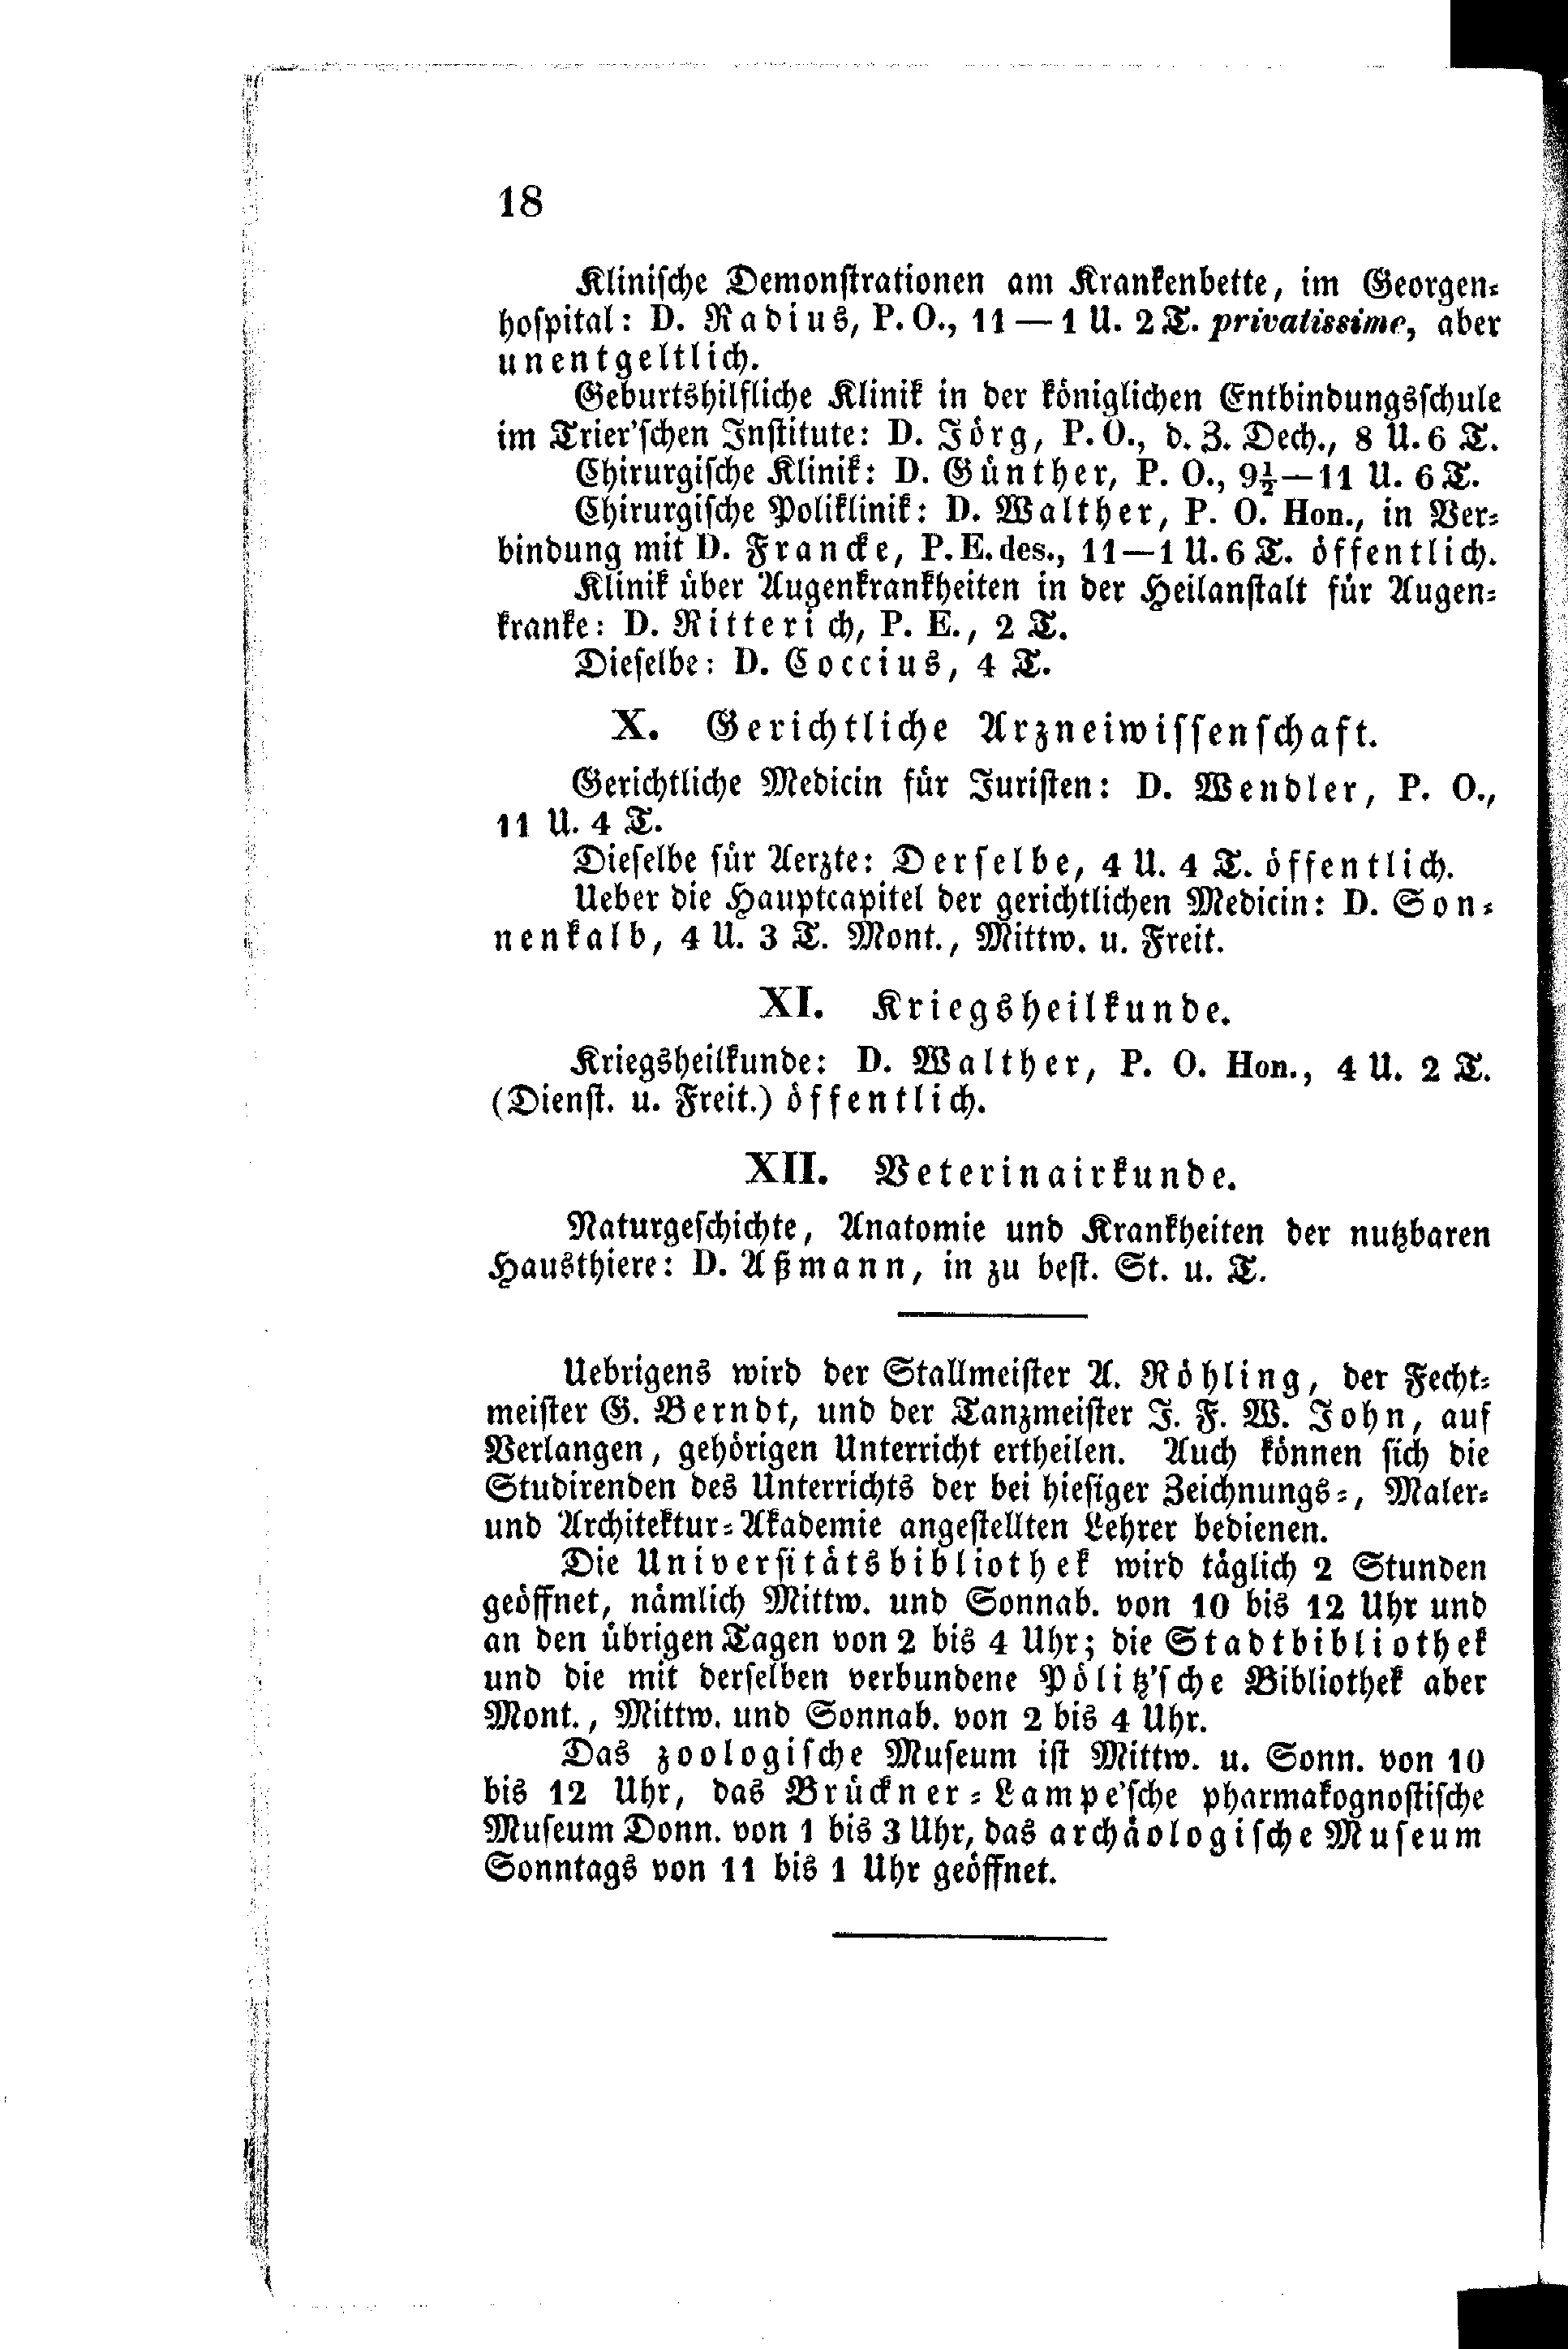 18
Klinische Demonstrationen am Krankenbette, im Georgen-
hospital: D. Radius, P. O., 11 — 1 U. 2 T. privatissime, aber
unentgeltlich.
Geburtshilfliche Klinik in der königlichen Entbindungsschule
im Trier'schen Institute: D. Jörg, P. O., d. Z. Dech., 8 U. 6 T.
Chirurgische Klinik: D. Günther, P. O., 9½—11 U. 6 T.
Chirurgische Poliklinik: D. Walther, P. O. Hon., in Ver-
bindung mit D. Francke, P. E. des., 11—1 U. 6 T. öffentlich.
Klinik über Augenkrankheiten in der Heilanstalt für Augen-
kranke: D. Ritterich, P. E., 2 T.
Dieselbe: D. Coccius, 4 T.
X. Gerichtliche Arzneiwissenschaft.
Gerichtliche Medicin für Juristen: D. Wendler, P. O.,
11 U. 4 T.
Dieselbe für Aerzte: Derselbe, 4 U. 4 T. öffentlich.
Ueber die Hauptcapitel der gerichtlichen Medicin: D. Son-
nenkalb, 4 U. 3 T. Mont., Mittw. u. Freit.
XI. Kriegsheilkunde.
Kriegsheilkunde: D. Walther, P. O. Hon., 4 U. 2 T.
(Dienst. u. Freit.) öffentlich.
XII. Veterinairkunde.
Naturgeschichte, Anatomie und Krankheiten der nutzbaren
Hausthiere: D. Aßmann, in zu best. St. u. T.
Uebrigens wird der Stallmeister A. Röhling, der Fecht-
meister G. Berndt, und der Tanzmeister J. F. W. John, auf
Verlangen, gehörigen Unterricht ertheilen. Auch können sich die
Studirenden des Unterrichts der bei hiesiger Zeichnungs-, Maler-
und Architektur-Akademie angestellten Lehrer bedienen.
Die Universitätsbibliothek wird täglich 2 Stunden
geöffnet, nämlich Mittw. und Sonnab. von 10 bis 12 Uhr und
an den übrigen Tagen von 2 bis 4 Uhr; die Stadtbibliothek
und die mit derselben verbundene Pölitz'sche Bibliothek aber
Mont., Mittw. und Sonnab. von 2 bis 4 Uhr.
Das zoologische Museum ist Mittw. u. Sonn. von 10
bis 12 Uhr, das Brückner-Lampe'sche pharmakognostische
Museum Donn. von 1 bis 3 Uhr, das archäologische Museum
Sonntags von 11 bis 1 Uhr geöffnet.